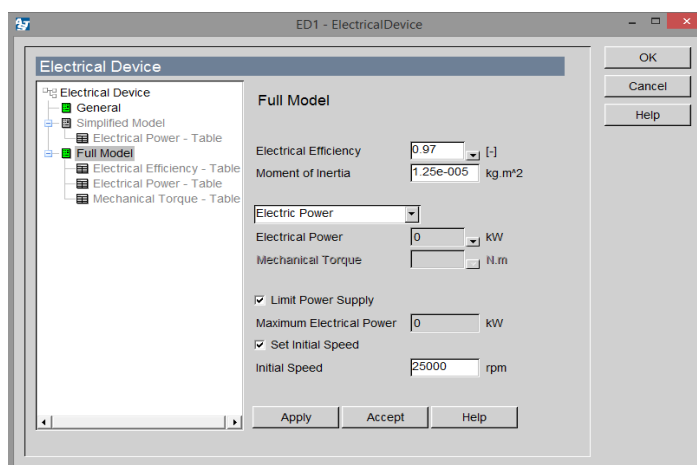 ED1 - ElectricalDevice
Electrical Device
OK
Cancel
Help
Electrical Device
General
Simplified Model
Electrical Power - Table
Full Model
Electrical Efficiency - Table
Electrical Power - Table
Mechanical Torque - Table
Full Model
Electrical Efficiency 0.97 [-]
Moment of Inertia 1.25e-005 kg.m^2
Electric Power
Electrical Power 0 kW
Mechanical Torque N.m
Limit Power Supply
Maximum Electrical Power 0 kW
Set Initial Speed
Initial Speed 25000 rpm
Apply Accept Help